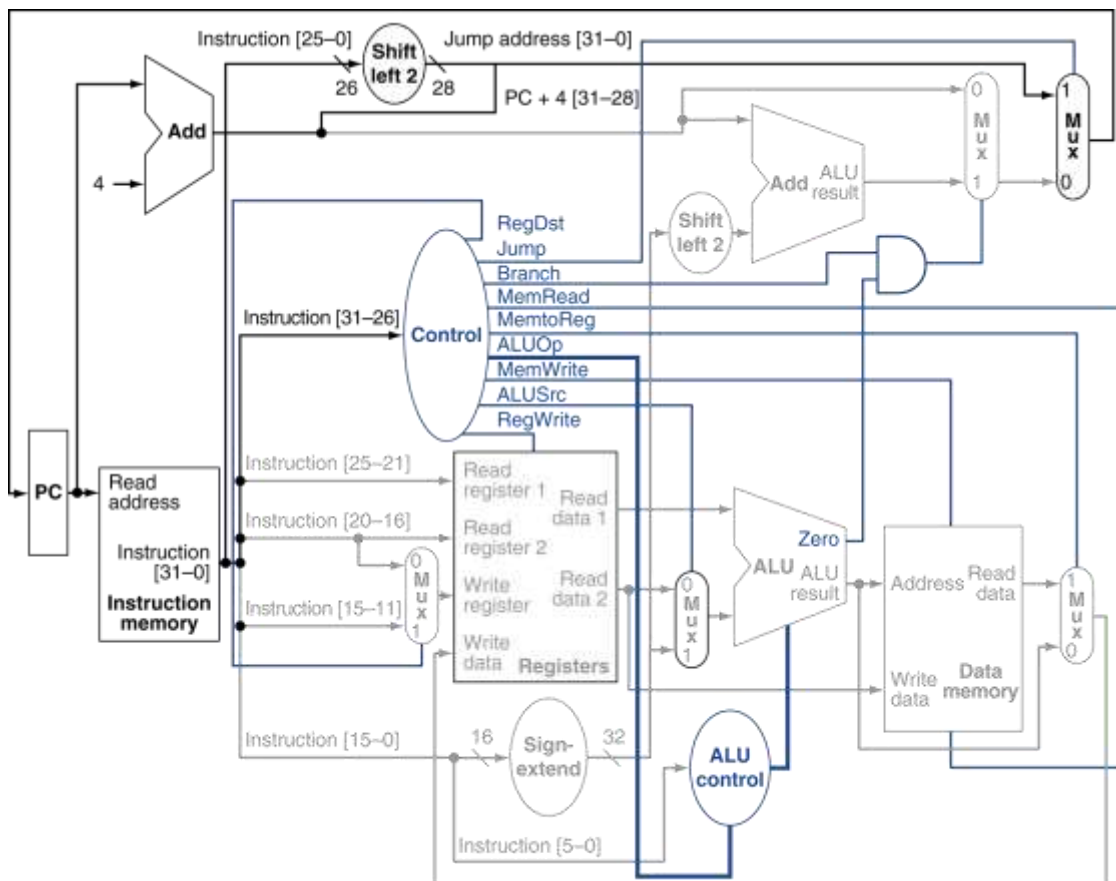 Instruction [25–0]
Shift
left 2
Jump address [31–0]
26
28
PC + 4 [31–28]
Add
4
0
M
u
x
1
1
M
u
x
0
Add
ALU
result
Shift
left 2
RegDst
Jump
Branch
MemRead
MemtoReg
ALUOp
MemWrite
ALUSrc
RegWrite
Instruction [31–26]
Control
PC
Read
address
Instruction
[31–0]
Instruction
memory
Instruction [25–21]
Instruction [20–16]
Instruction [15–11]
0
M
u
x
1
Read
register 1
Read
register 2
Write
register
Write
data
Read
data 1
Read
data 2
Registers
0
M
u
x
1
Zero
ALU
ALU
result
Address
Read
data
Write
data
Data
memory
1
M
u
x
0
Instruction [15–0]
16
Sign-
extend
32
ALU
control
Instruction [5–0]